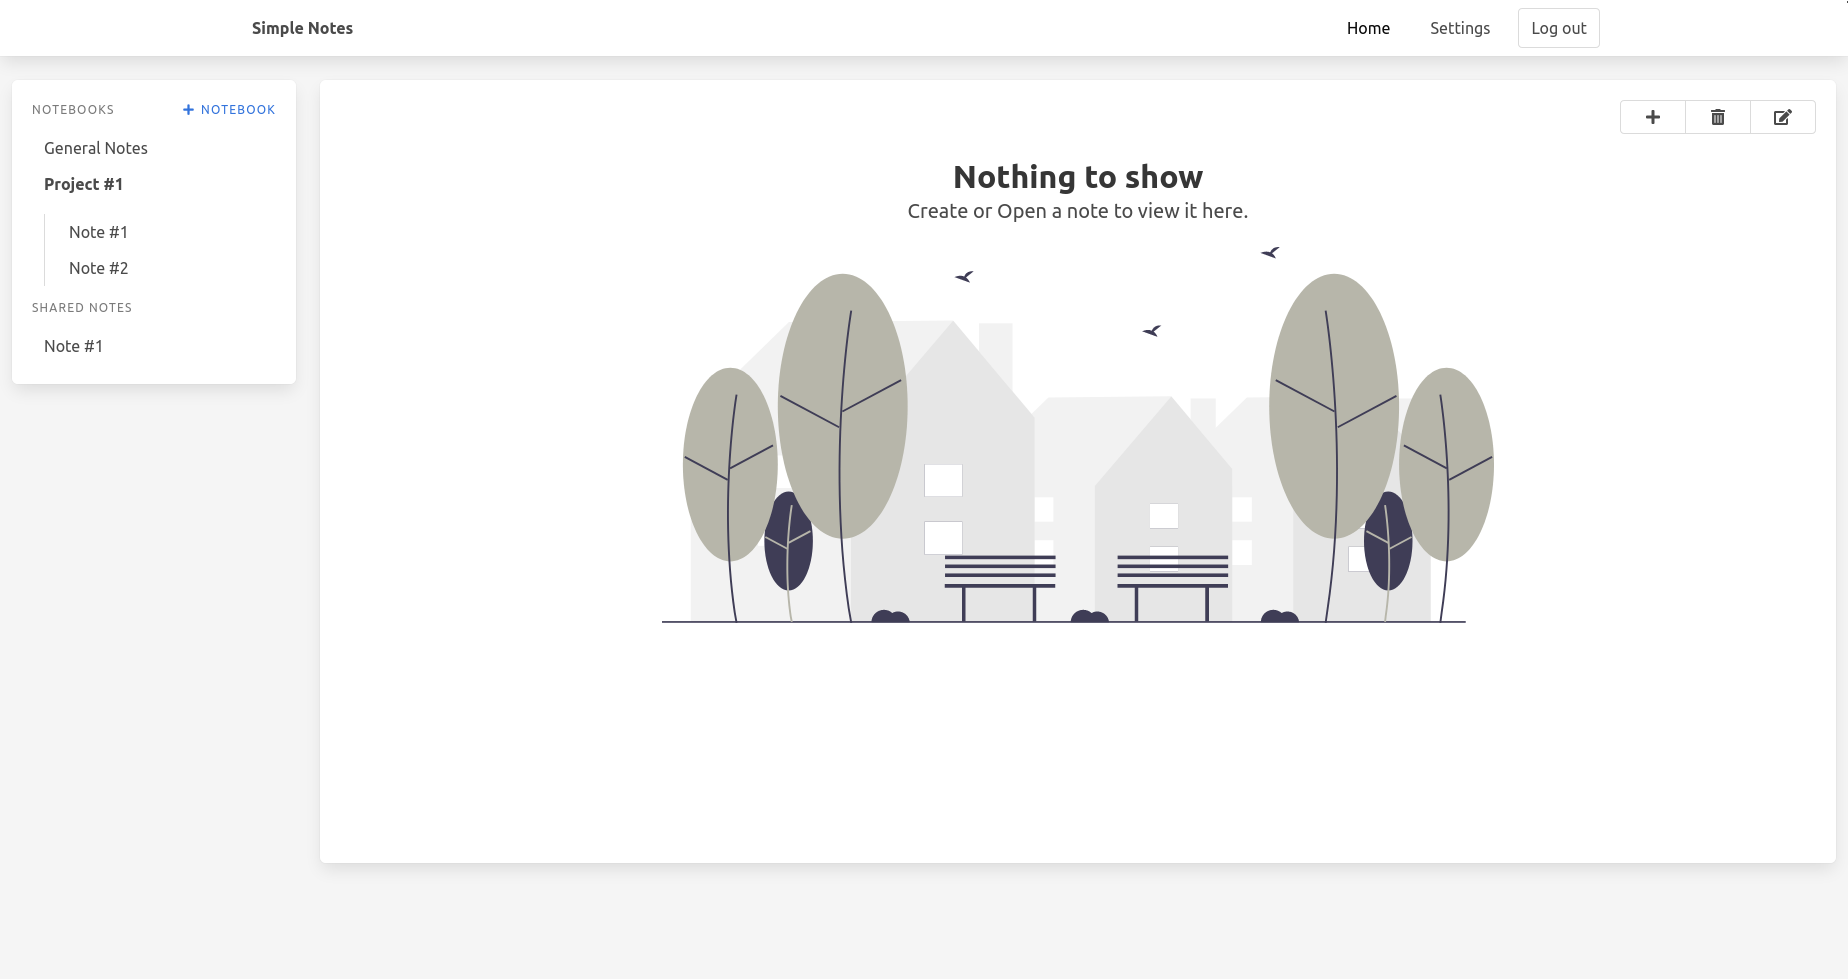 Simple Notes
Home
Settings
Log out
NOTEBOOKS
NOTEBOOK
General Notes
Project #1
Note #1
Note #2
SHARED NOTES
Note #1
Nothing to show
Create or Open a note to view it here.